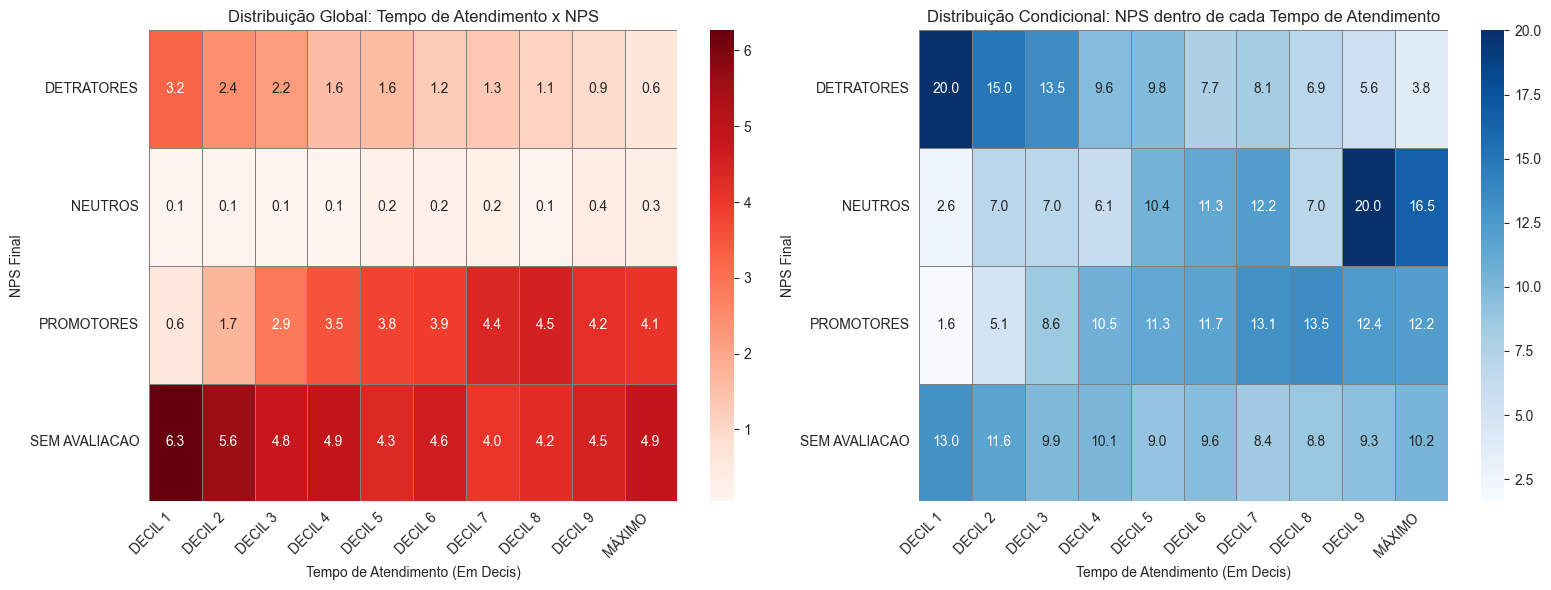 Distribuição Global: Tempo de Atendimento x NPS
NPS Final
DETRATORES 3.2 2.4 2.2 1.6 1.6 1.2 1.3 1.1 0.9 0.6
NEUTROS 0.1 0.1 0.1 0.1 0.2 0.2 0.2 0.1 0.4 0.3
PROMOTORES 0.6 1.7 2.9 3.5 3.8 3.9 4.4 4.5 4.2 4.1
SEM AVALIACAO 6.3 5.6 4.8 4.9 4.3 4.6 4.0 4.2 4.5 4.9
DECIL 1 DECIL 2 DECIL 3 DECIL 4 DECIL 5 DECIL 6 DECIL 7 DECIL 8 DECIL 9 MÁXIMO
Tempo de Atendimento (Em Decis)
6
5
4
3
2
1
Distribuição Condicional: NPS dentro de cada Tempo de Atendimento
NPS Final
DETRATORES 20.0 15.0 13.5 9.6 9.8 7.7 8.1 6.9 5.6 3.8
NEUTROS 2.6 7.0 7.0 6.1 10.4 11.3 12.2 7.0 20.0 16.5
PROMOTORES 1.6 5.1 8.6 10.5 11.3 11.7 13.1 13.5 12.4 12.2
SEM AVALIACAO 13.0 11.6 9.9 10.1 9.0 9.6 8.4 8.8 9.3 10.2
DECIL 1 DECIL 2 DECIL 3 DECIL 4 DECIL 5 DECIL 6 DECIL 7 DECIL 8 DECIL 9 MÁXIMO
Tempo de Atendimento (Em Decis)
20.0
17.5
15.0
12.5
10.0
7.5
5.0
2.5